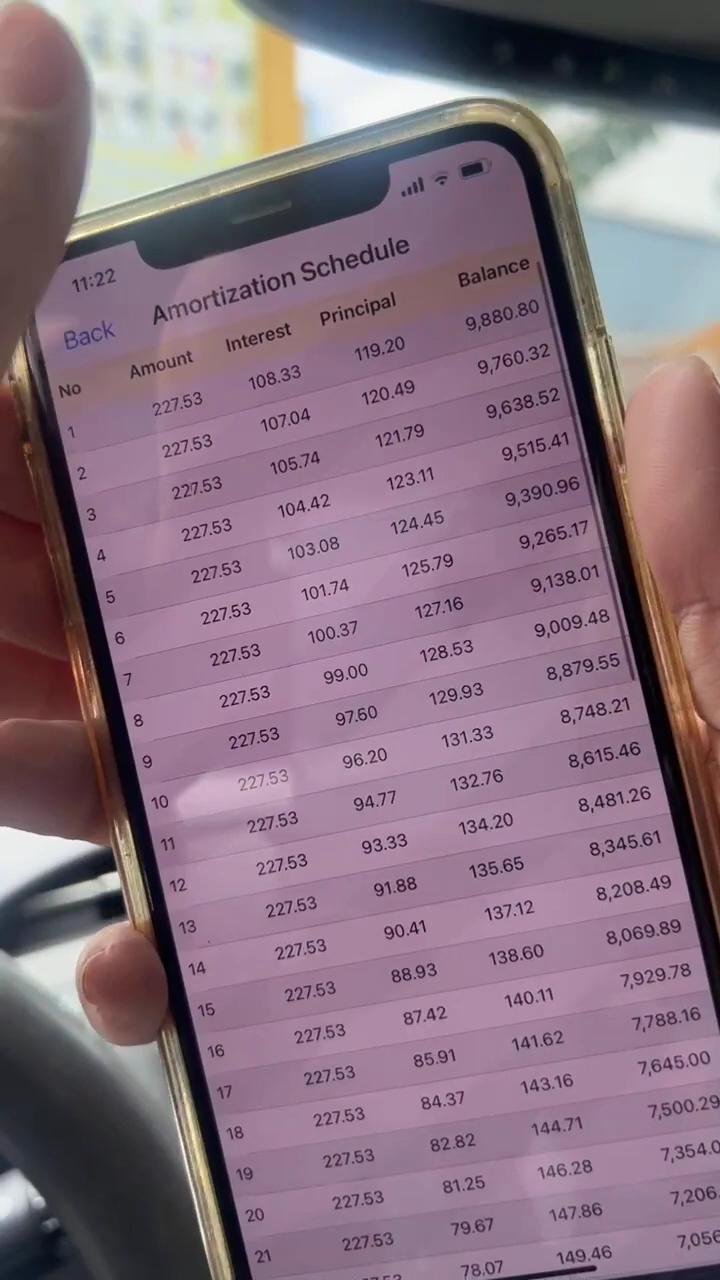 11:22
Back Amortization Schedule
No Amount Interest Principal Balance
1 227.53 108.33 119.20 9,880.80
2 227.53 107.04 120.49 9,760.32
3 227.53 105.74 121.79 9,638.52
4 227.53 104.42 123.11 9,515.41
5 227.53 103.08 124.45 9,390.96
6 227.53 101.74 125.79 9,265.17
7 227.53 100.37 127.16 9,138.01
8 227.53 99.00 128.53 9,009.48
9 227.53 97.60 129.93 8,879.55
10 227.53 96.20 131.33 8,748.21
11 227.53 94.77 132.76 8,615.46
12 227.53 93.33 134.20 8,481.26
13 227.53 91.88 135.65 8,345.61
14 227.53 90.41 137.12 8,208.49
15 227.53 88.93 138.60 8,069.89
16 227.53 87.42 140.11 7,929.78
17 227.53 85.91 141.62 7,788.16
18 227.53 84.37 143.16 7,645.00
19 227.53 82.82 144.71 7,500.29
20 227.53 81.25 146.28 7,354.0
21 227.53 79.67 147.86 7,206.
78.07 149.46 7,056